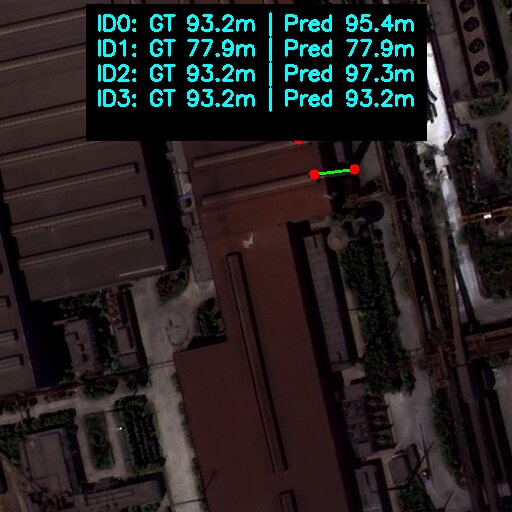 ID0: GT 93.2m | Pred 95.4m
ID1: GT 77.9m | Pred 77.9m
ID2: GT 93.2m | Pred 97.3m
ID3: GT 93.2m | Pred 93.2m